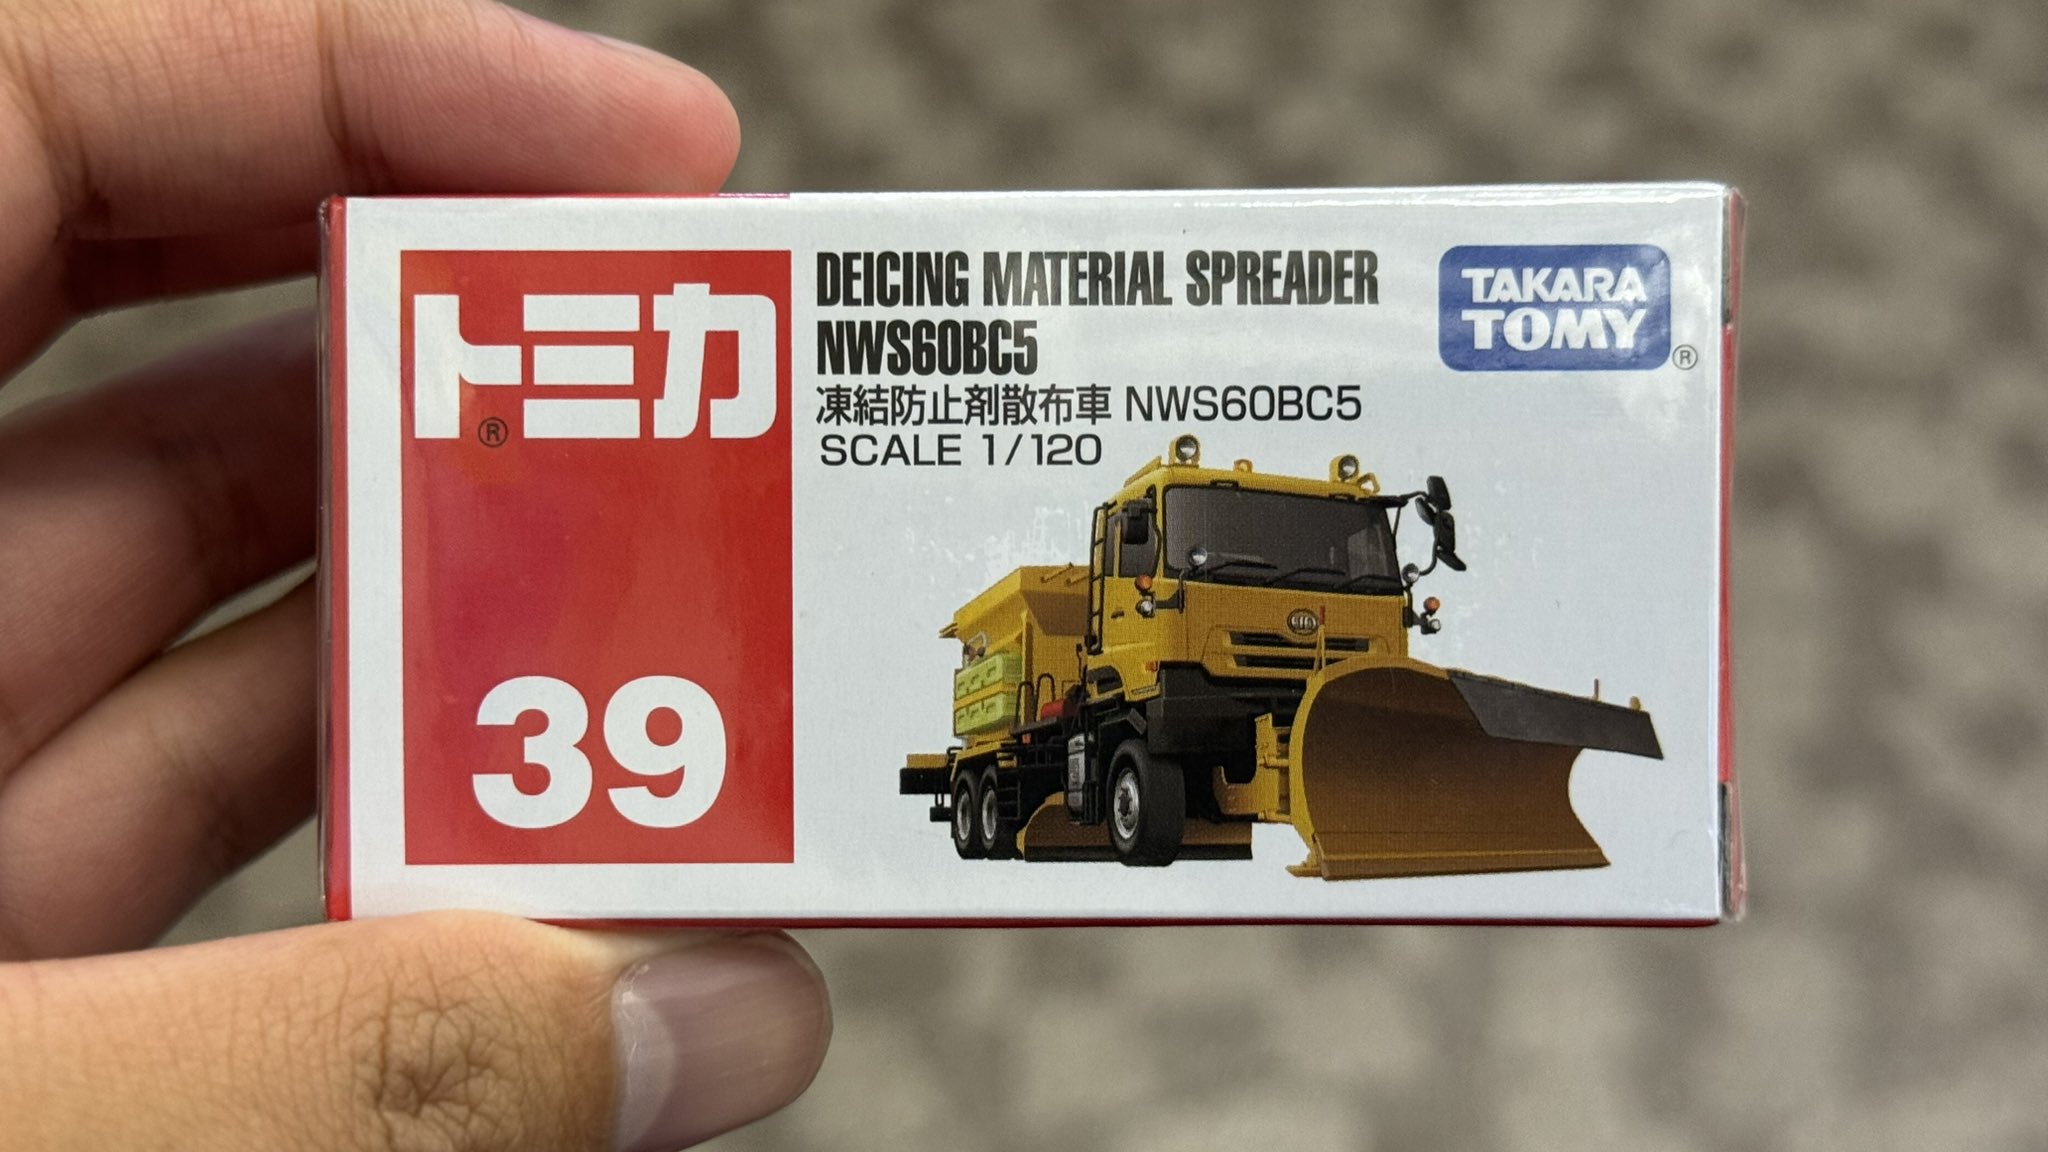 トミカ
®
39
DEICING MATERIAL SPREADER
NWS60BC5
凍結防止剤散布車 NWS60BC5
SCALE 1/120
TAKARA
TOMY
®